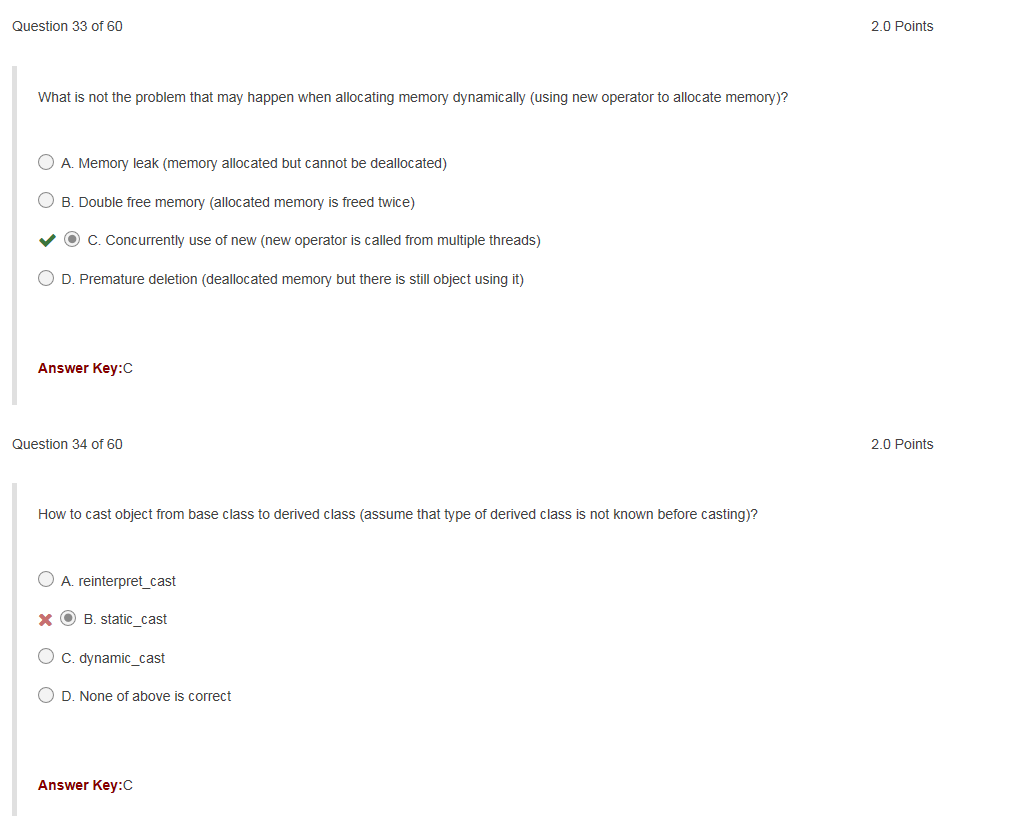 Question 33 of 60 2.0 Points
What is not the problem that may happen when allocating memory dynamically (using new operator to allocate memory)?
A. Memory leak (memory allocated but cannot be deallocated)
B. Double free memory (allocated memory is freed twice)
C. Concurrently use of new (new operator is called from multiple threads)
D. Premature deletion (deallocated memory but there is still object using it)
Answer Key:C
Question 34 of 60 2.0 Points
How to cast object from base class to derived class (assume that type of derived class is not known before casting)?
A. reinterpret_cast
B. static_cast
C. dynamic_cast
D. None of above is correct
Answer Key:C